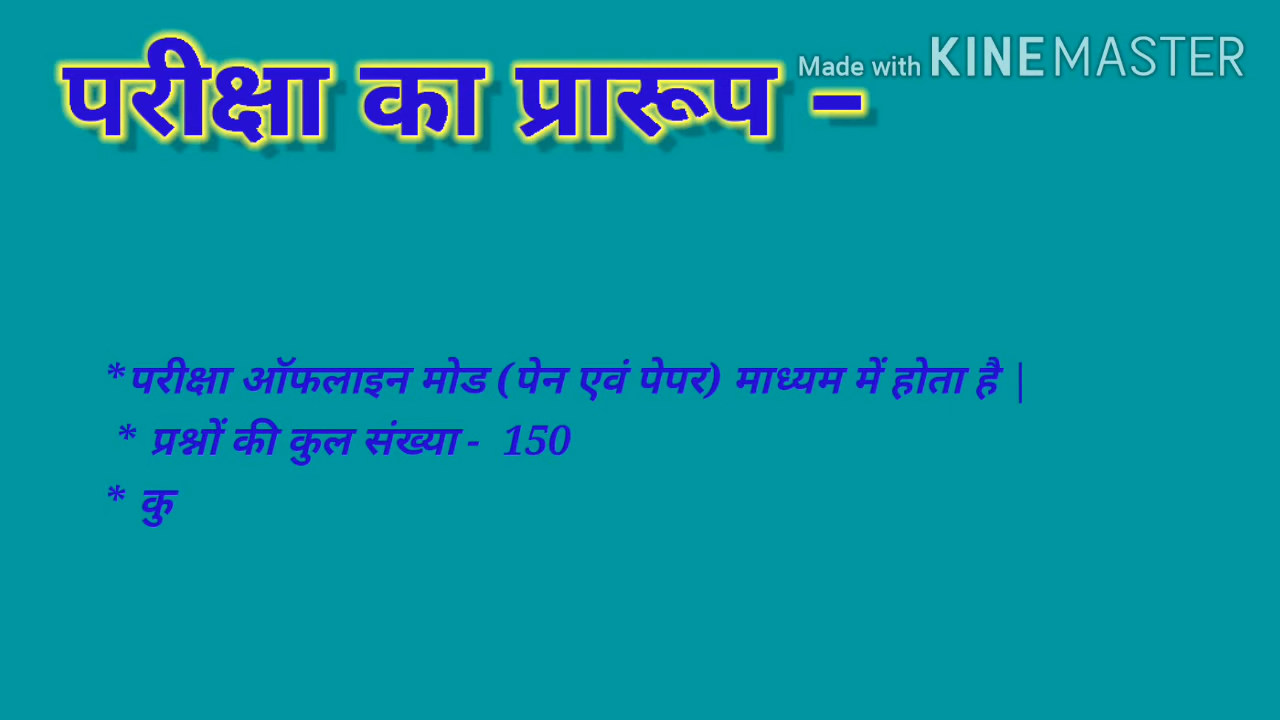 परीक्षा का प्रारूप –
Made with KINEMASTER
*परीक्षा ऑफलाइन मोड (पेन एवं पेपर) माध्यम में होता है |
* प्रश्नों की कुल संख्या - 150
* कु